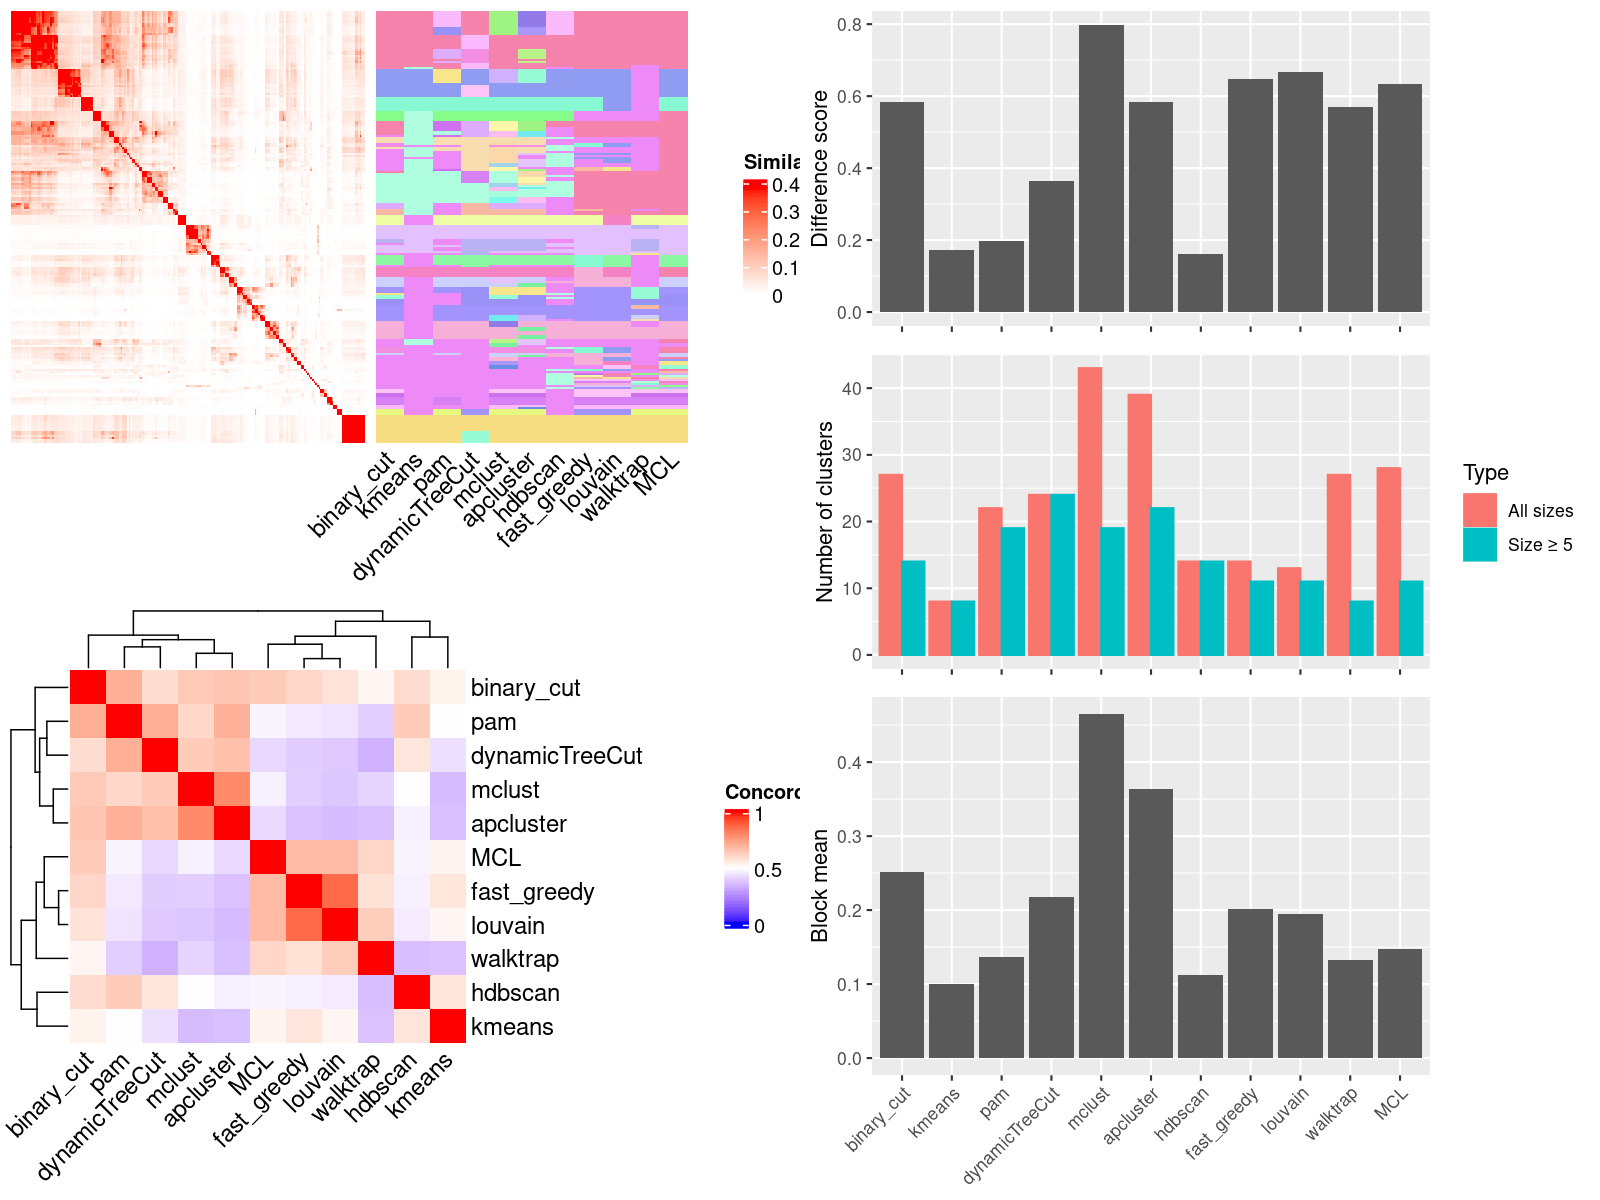 Simila
0.4
0.3
0.2
0.1
0
binary_cut
kmeans
pam
dynamicTreeCut
mclust
apcluster
hdbscan
fast_greedy
louvain
walktrap
MCL
binary_cut
pam
dynamicTreeCut
mclust
apcluster
MCL
fast_greedy
louvain
walktrap
hdbscan
kmeans
binary_cut
pam
dynamicTreeCut
mclust
apcluster
MCL
fast_greedy
louvain
walktrap
hdbscan
kmeans
Concord
1
0.5
0
Difference score
0.8
0.6
0.4
0.2
0.0
Number of clusters
40
30
20
10
0
Type
All sizes
Size ≥ 5
Block mean
0.4
0.3
0.2
0.1
0.0
binary_cut
kmeans
pam
dynamicTreeCut
mclust
apcluster
hdbscan
fast_greedy
louvain
walktrap
MCL